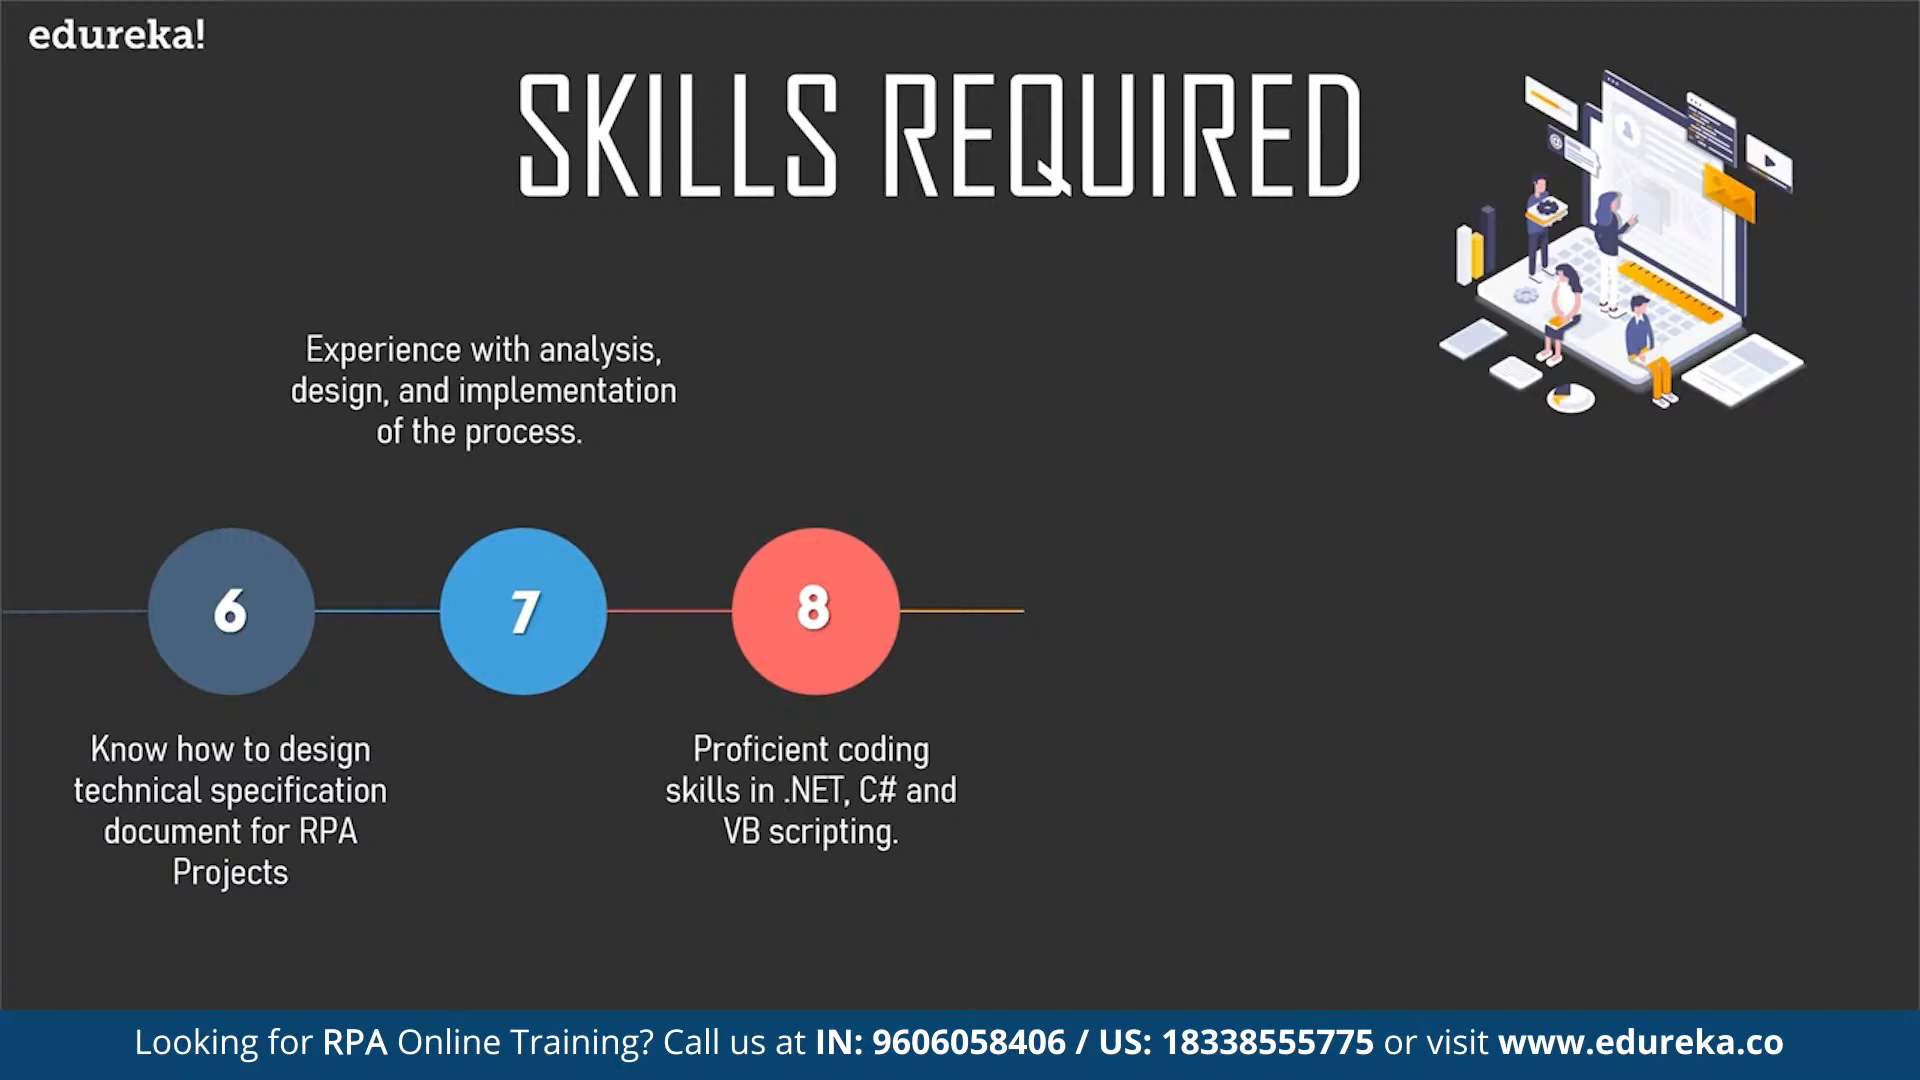 edureka!
SKILLS REQUIRED
Experience with analysis,
design, and implementation
of the process.
6
7
8
Know how to design
technical specification
document for RPA
Projects
Proficient coding
skills in .NET, C# and
VB scripting.
Looking for RPA Online Training? Call us at IN: 9606058406 / US: 18338555775 or visit www.edureka.co